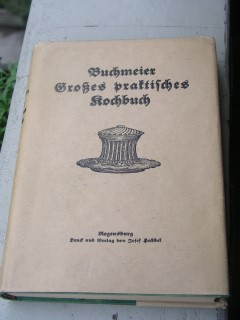 Buchmeier
Großes praktisches
Kochbuch
Regensburg
Druck und Verlag von Josef Habbel